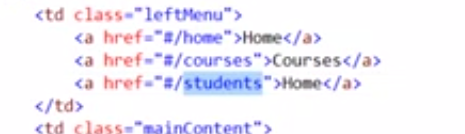 <td class="leftMenu">
<a href="#/home">Home</a>
<a href="#/courses">Courses</a>
<a href="#/students">Home</a>
</td>
<td class="mainContent">